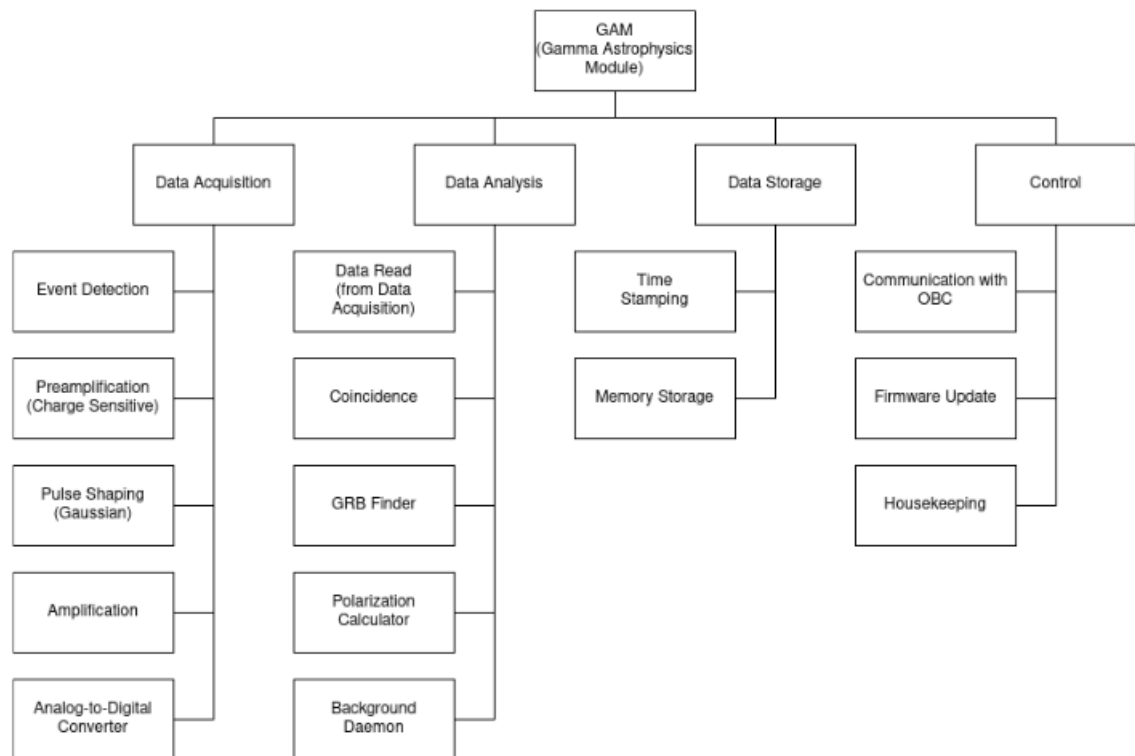 GAM
(Gamma Astrophysics
Module)
Data Acquisition
Data Analysis
Data Storage
Control
Event Detection
Data Read
(from Data
Acquisition)
Time
Stamping
Communication with
OBC
Preamplification
(Charge Sensitive)
Coincidence
Memory Storage
Firmware Update
Pulse Shaping
(Gaussian)
GRB Finder
Housekeeping
Amplification
Polarization
Calculator
Analog-to-Digital
Converter
Background
Daemon